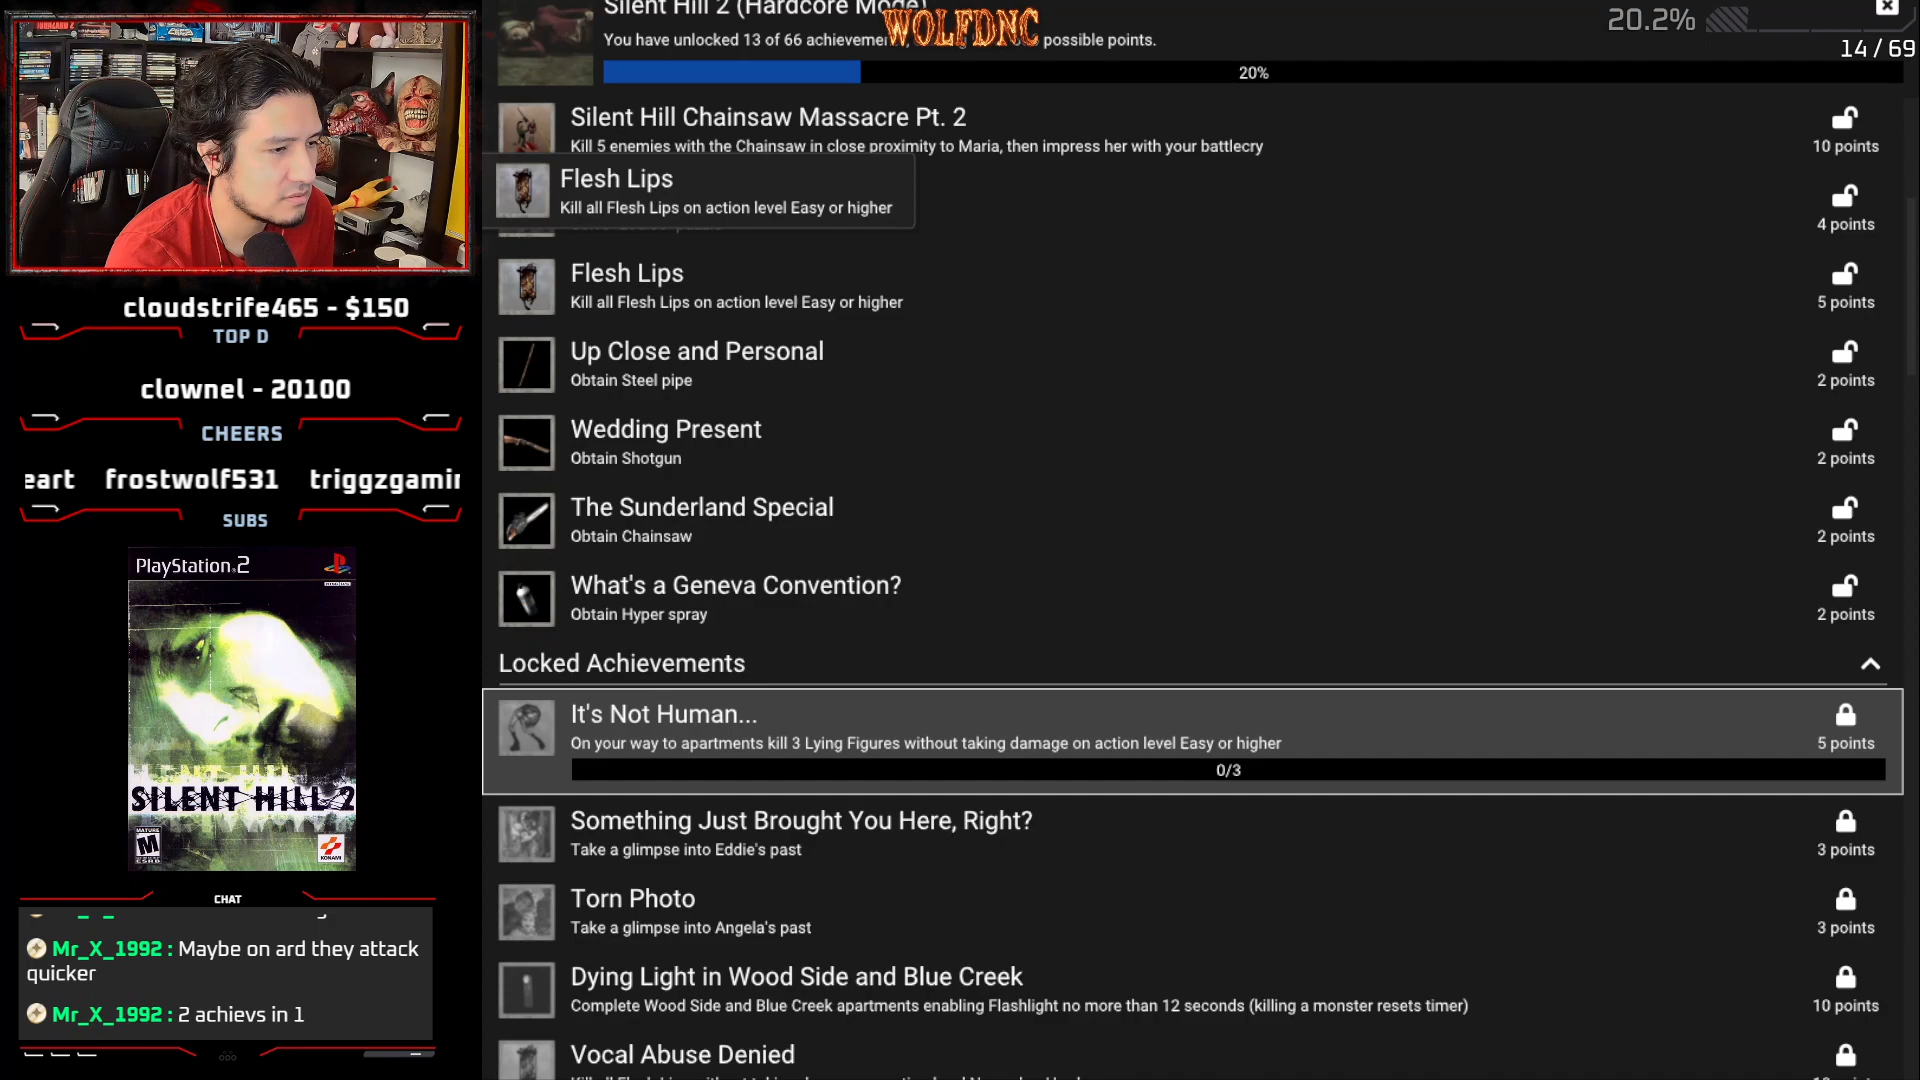 Silent Hill 2 (Hardcore Mode)
You have unlocked 13 of 66 achievemen
possible points.
WOLFDNC
20.2%
14 / 69
20%
Silent Hill Chainsaw Massacre Pt. 2
Kill 5 enemies with the Chainsaw in close proximity to Maria, then impress her with your battlecry
10 points
Flesh Lips
Kill all Flesh Lips on action level Easy or higher
4 points
Flesh Lips
Kill all Flesh Lips on action level Easy or higher
5 points
Up Close and Personal
Obtain Steel pipe
2 points
Wedding Present
Obtain Shotgun
2 points
The Sunderland Special
Obtain Chainsaw
2 points
What's a Geneva Convention?
Obtain Hyper spray
2 points
Locked Achievements
It's Not Human...
On your way to apartments kill 3 Lying Figures without taking damage on action level Easy or higher
5 points
0/3
Something Just Brought You Here, Right?
Take a glimpse into Eddie's past
3 points
Torn Photo
Take a glimpse into Angela's past
3 points
Dying Light in Wood Side and Blue Creek
Complete Wood Side and Blue Creek apartments enabling Flashlight no more than 12 seconds (killing a monster resets timer)
10 points
Vocal Abuse Denied
cloudstrife465 - $150
TOP D
clownel - 20100
CHEERS
eart frostwolf531 triggzgamin
SUBS
PlayStation 2
SILENT HILL 2
MATURE
M
ESRB
KONAMI
CHAT
Mr_X_1992 : Maybe on ard they attack
quicker
Mr_X_1992 : 2 achievs in 1